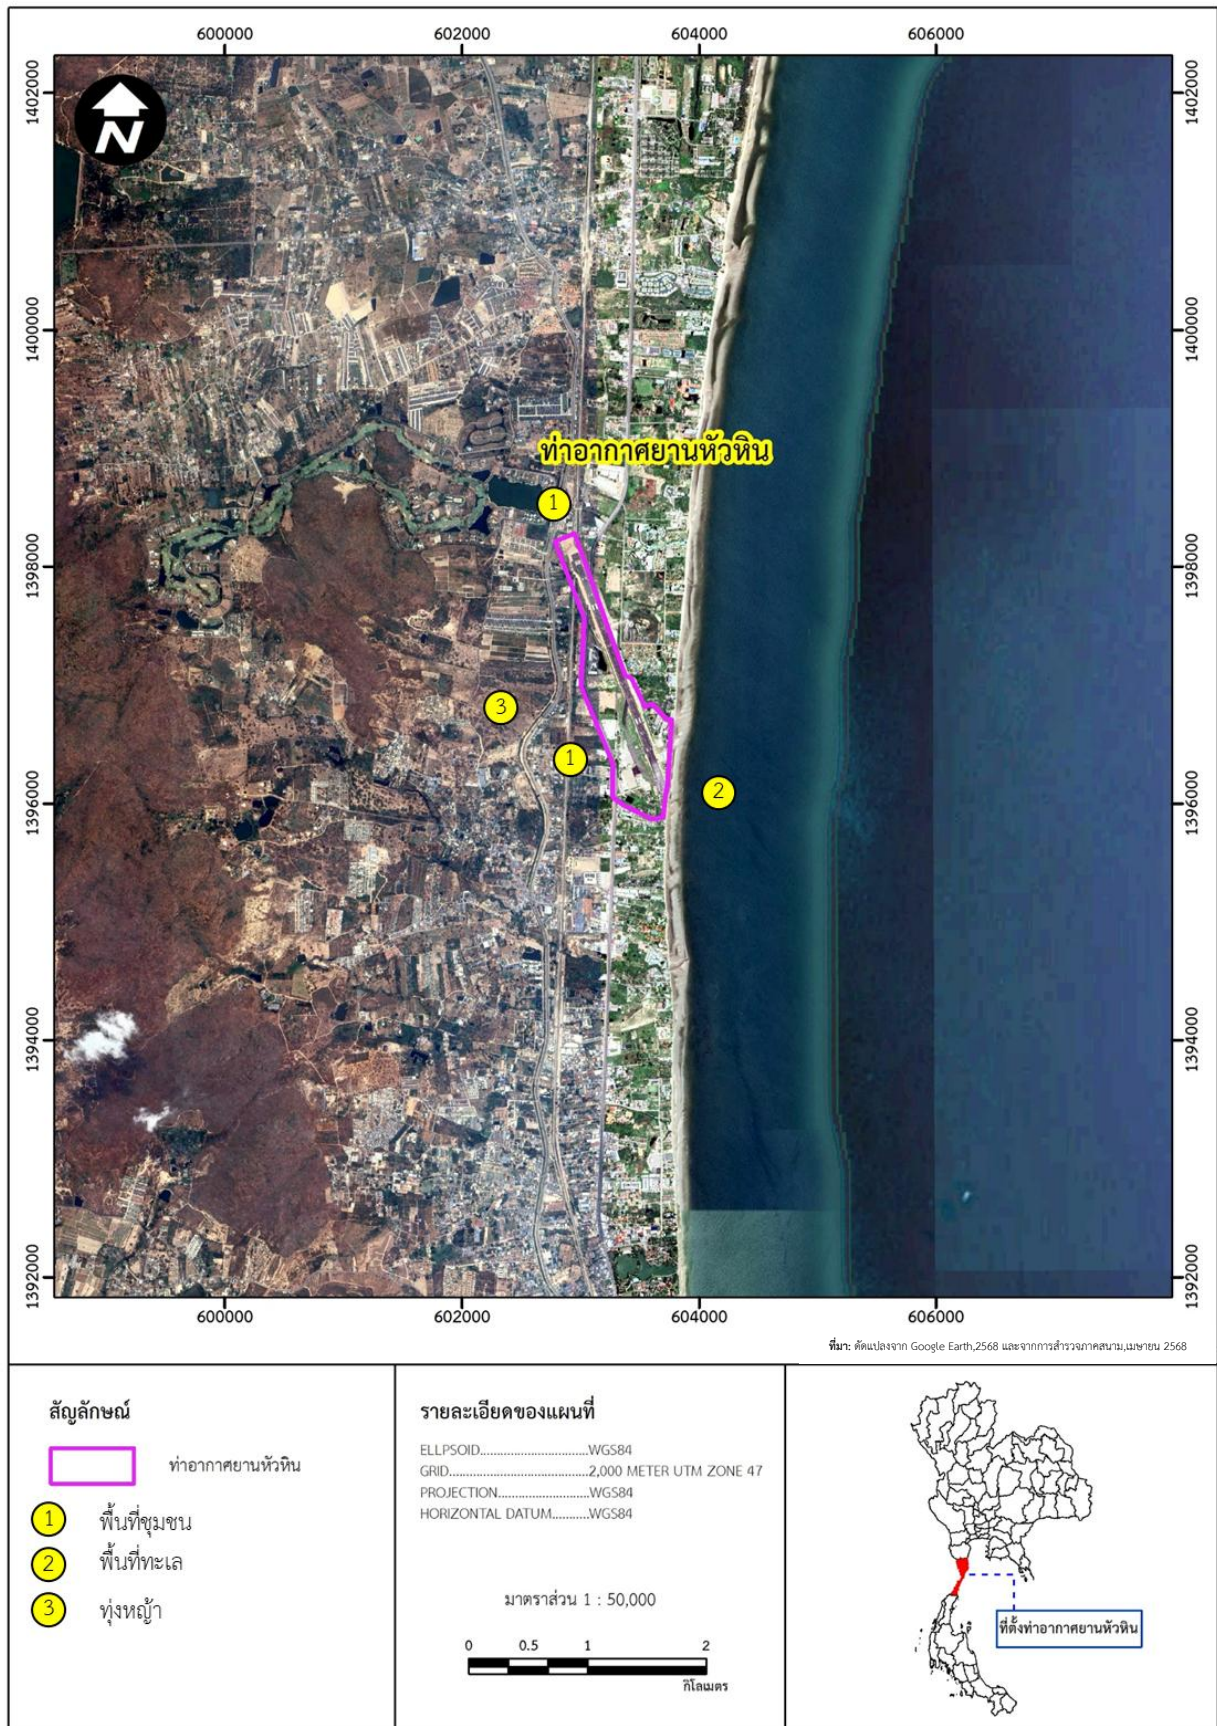 600000 602000 604000 606000
1402000 1402000
N
1400000 1400000
ท่าอากาศยานหัวหิน
1
1398000 1398000
3
1
2
1396000 1396000
1394000 1394000
1392000 1392000
600000 602000 604000 606000
ที่มา: ดัดแปลงจาก Google Earth,2568 และจากการสำรวจภาคสนาม,เมษายน 2568
สัญลักษณ์
ท่าอากาศยานหัวหิน
1 พื้นที่ชุมชน
2 พื้นที่ทะเล
3 ทุ่งหญ้า
รายละเอียดของแผนที่
ELLPSOID................................WGS84
GRID.........................................2,000 METER UTM ZONE 47
PROJECTION...........................WGS84
HORIZONTAL DATUM...........WGS84
มาตราส่วน 1 : 50,000
0 0.5 1 2
กิโลเมตร
ที่ตั้งท่าอากาศยานหัวหิน